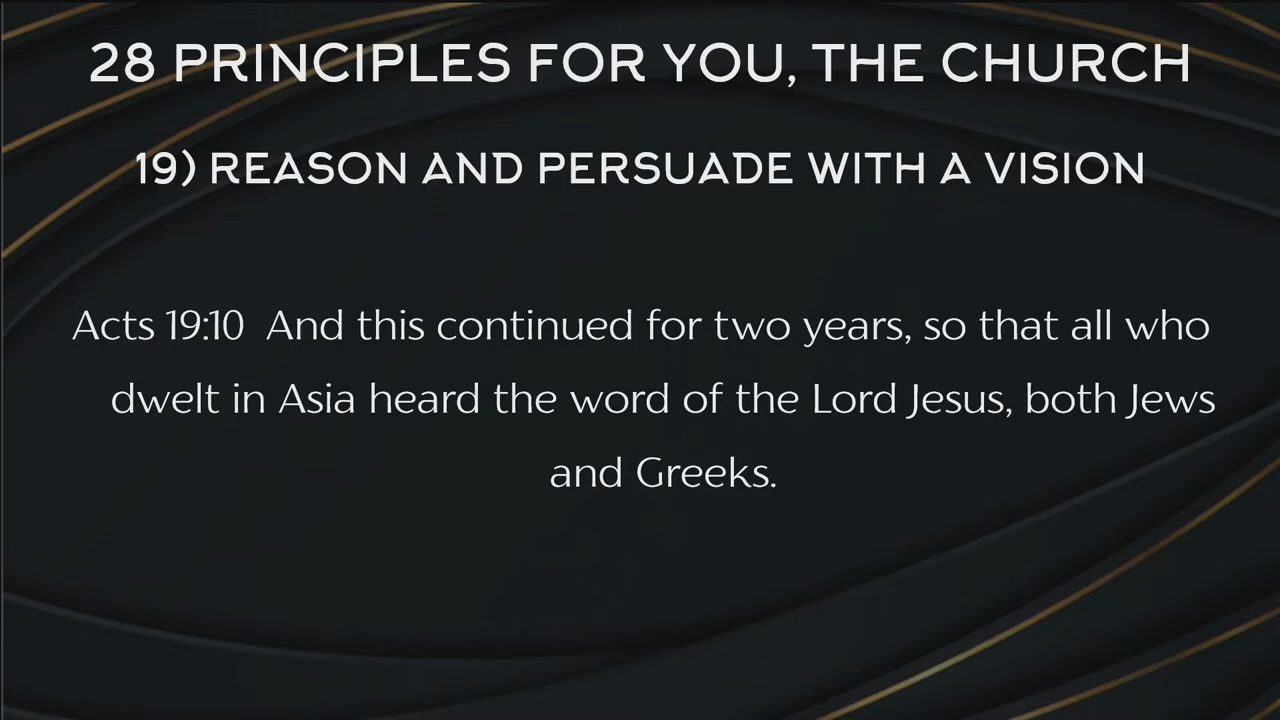 28 PRINCIPLES FOR YOU, THE CHURCH
19) REASON AND PERSUADE WITH A VISION
Acts 19:10  And this continued for two years, so that all who
dwelt in Asia heard the word of the Lord Jesus, both Jews
and Greeks.